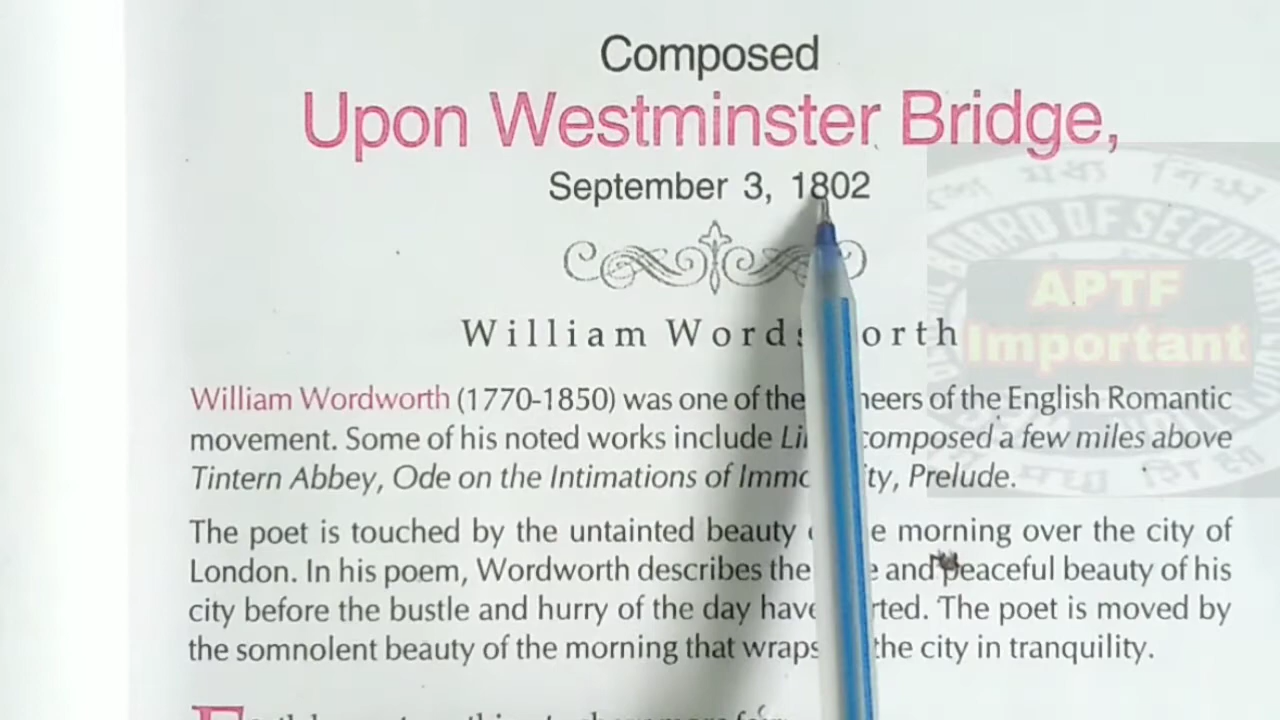 Composed
Upon Westminster Bridge,
September 3, 1802
William Word orth
William Wordworth (1770-1850) was one of the neers of the English Romantic
movement. Some of his noted works include composed a few miles above
Tintern Abbey, Ode on the Intimations of ty, Prelude.
The poet is touched by the untainted beauty e morning over the city of
London. In his poem, Wordworth describes the and peaceful beauty of his
city before the bustle and hurry of the day have rted. The poet is moved by
the somnolent beauty of the morning that wraps the city in tranquility.
BOARD OF
APTF
Important